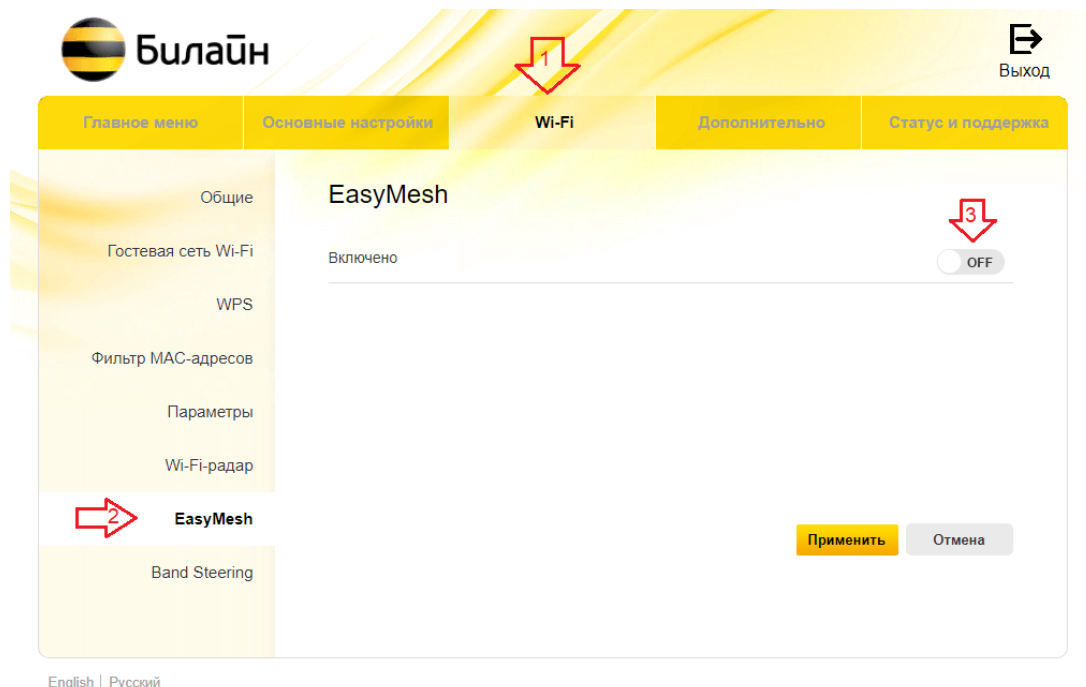 Билайн
1
Выход
Главное меню Основные настройки Wi-Fi Дополнительно Статус и поддержка
Общие
EasyMesh
3
Гостевая сеть Wi-Fi
Включено
OFF
WPS
Фильтр MAC-адресов
Параметры
Wi-Fi-радар
2
EasyMesh
Применить Отмена
Band Steering
English | Русский